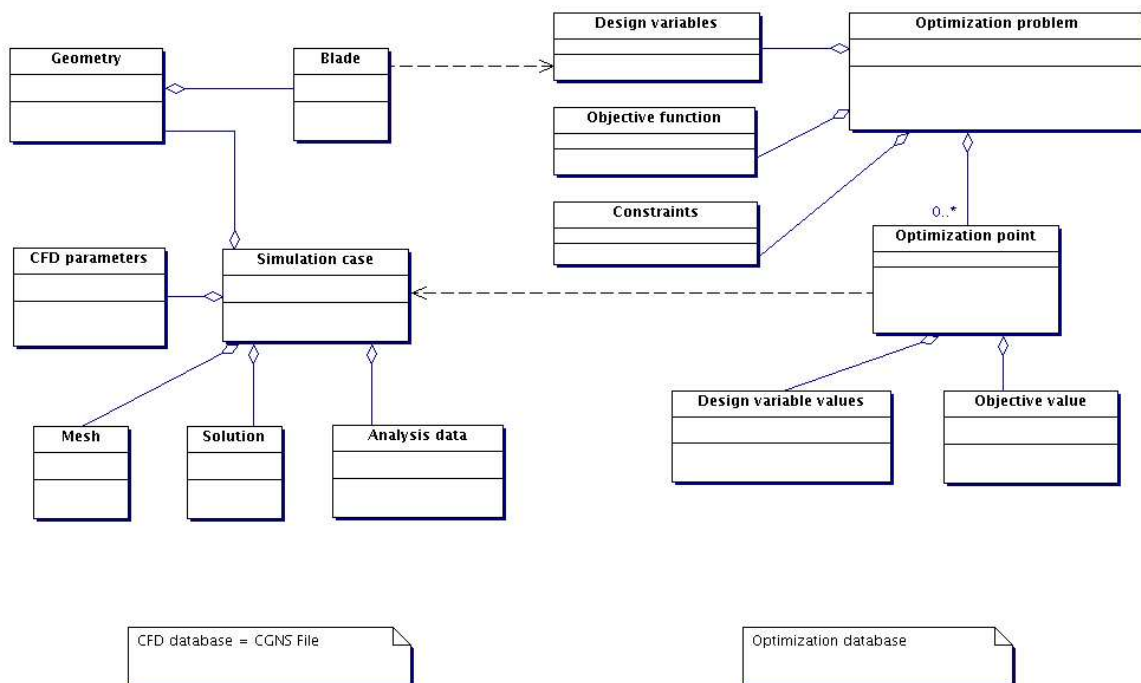 Design variables
Optimization problem
Geometry
Blade
Objective function
Constraints
0..*
Optimization point
CFD parameters
Simulation case
Design variable values
Objective value
Mesh
Solution
Analysis data
CFD database = CGNS File
Optimization database